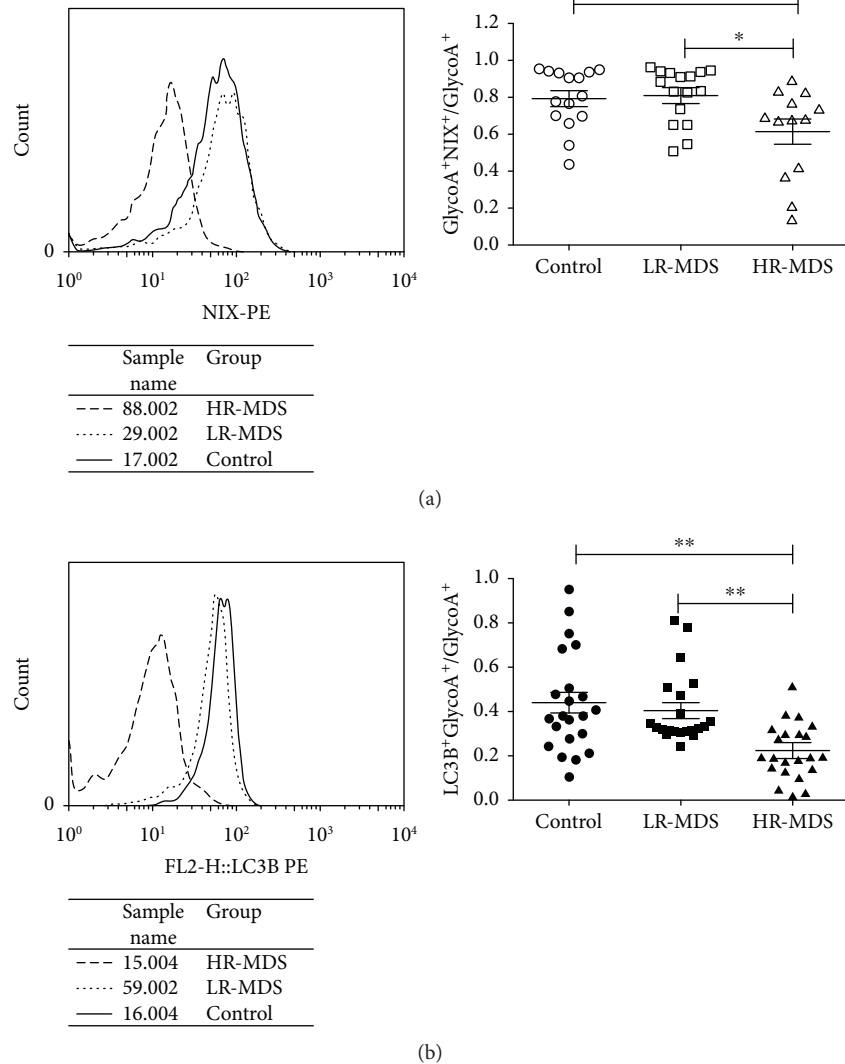 Count
0
10⁰ 10¹ 10² 10³ 10⁴
NIX-PE
Sample name Group
88.002 HR-MDS
29.002 LR-MDS
17.002 Control
GlycoA⁺NIX⁺/GlycoA⁺
1.2
1.0
0.8
0.6
0.4
0.2
0.0
*
Control LR-MDS HR-MDS
(a)
Count
0
10⁰ 10¹ 10² 10³ 10⁴
FL2-H::LC3B PE
Sample name Group
15.004 HR-MDS
59.002 LR-MDS
16.004 Control
LC3B⁺GlycoA⁺/GlycoA⁺
1.0
0.8
0.6
0.4
0.2
0.0
**
**
Control LR-MDS HR-MDS
(b)